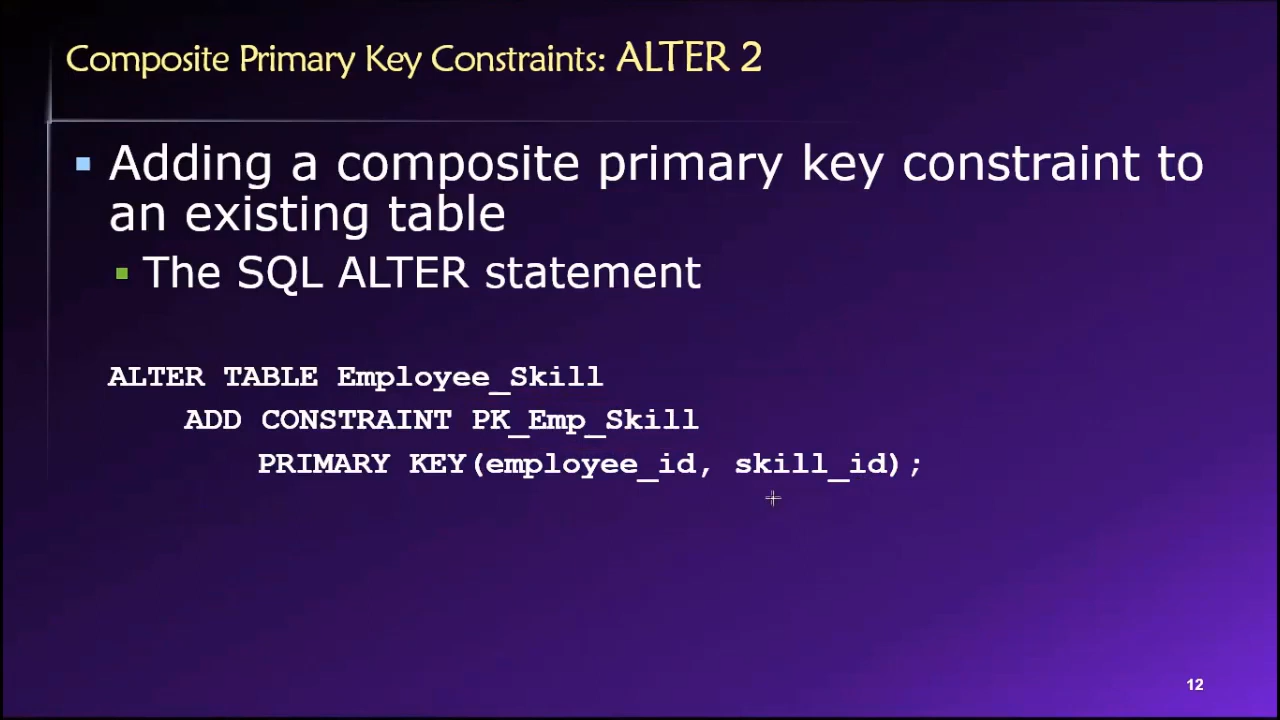 Composite Primary Key Constraints: ALTER 2
Adding a composite primary key constraint to
an existing table
The SQL ALTER statement
ALTER TABLE Employee_Skill
ADD CONSTRAINT PK_Emp_Skill
PRIMARY KEY(employee_id, skill_id);
12